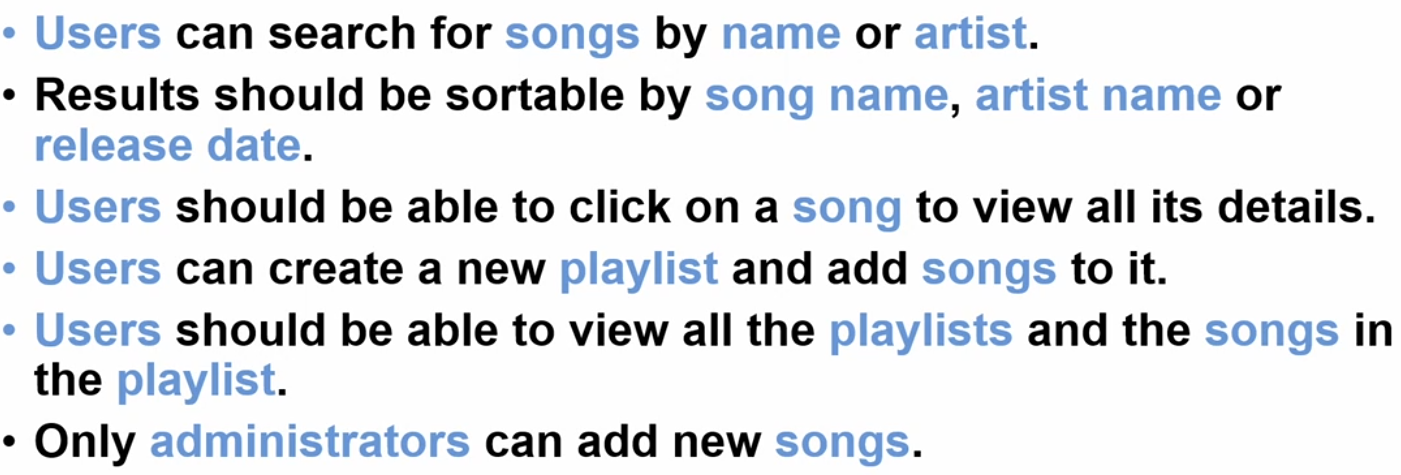 • Users can search for songs by name or artist.
• Results should be sortable by song name, artist name or
release date.
• Users should be able to click on a song to view all its details.
• Users can create a new playlist and add songs to it.
• Users should be able to view all the playlists and the songs in
the playlist.
• Only administrators can add new songs.